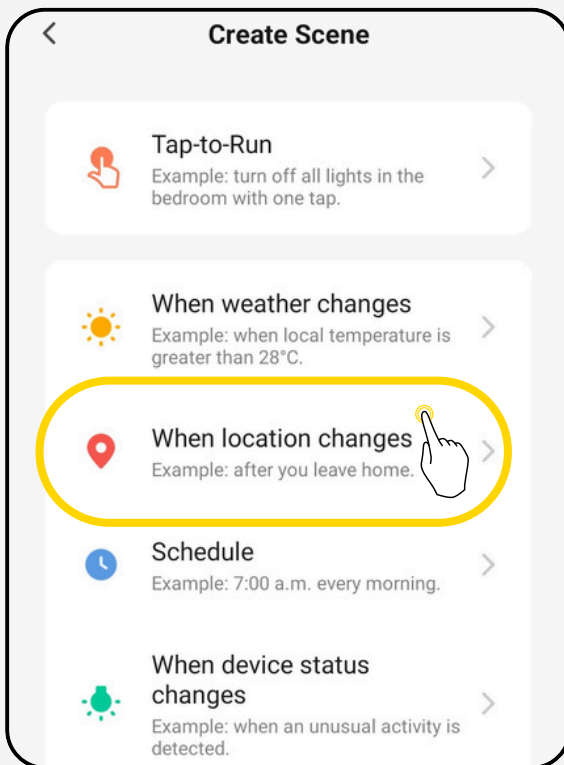 Create Scene
Tap-to-Run
Example: turn off all lights in the
bedroom with one tap.
When weather changes
Example: when local temperature is
greater than 28°C.
When location changes
Example: after you leave home.
Schedule
Example: 7:00 a.m. every morning.
When device status
changes
Example: when an unusual activity is
detected.